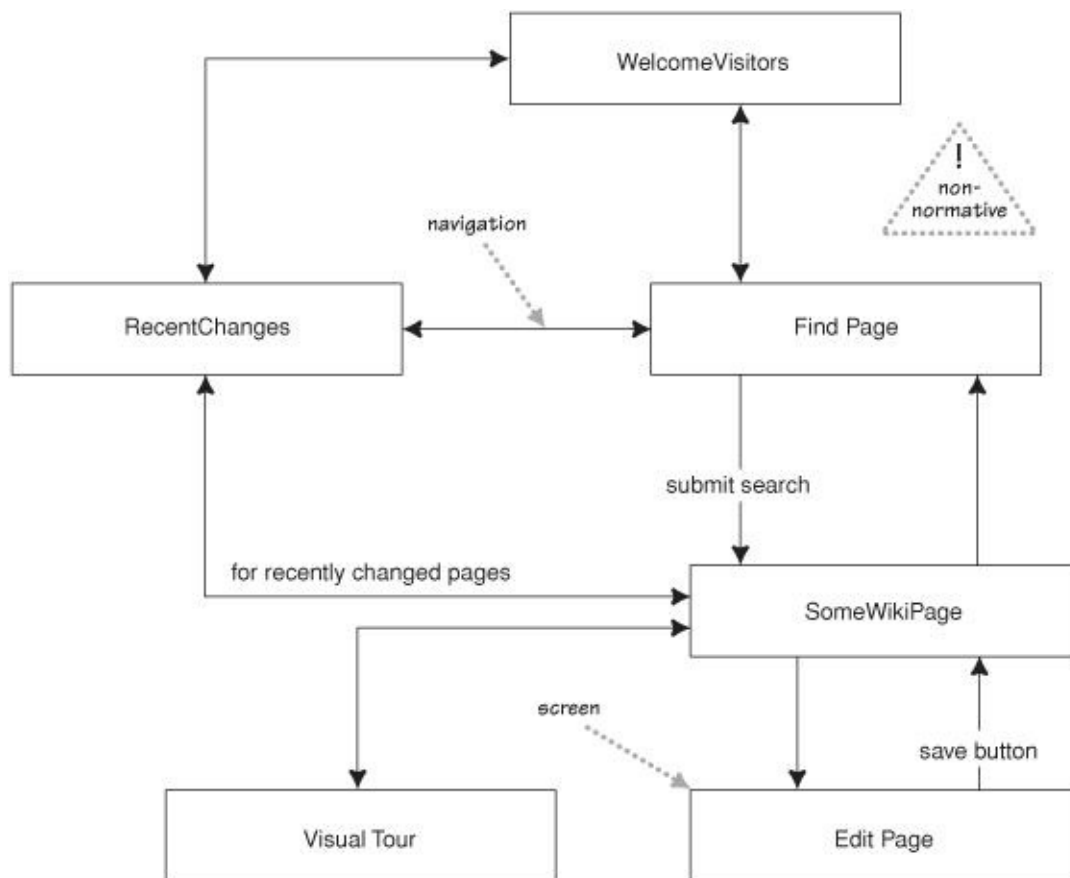 WelcomeVisitors
!
non-
normative
navigation
RecentChanges
Find Page
submit search
for recently changed pages
SomeWikiPage
screen
save button
Visual Tour
Edit Page